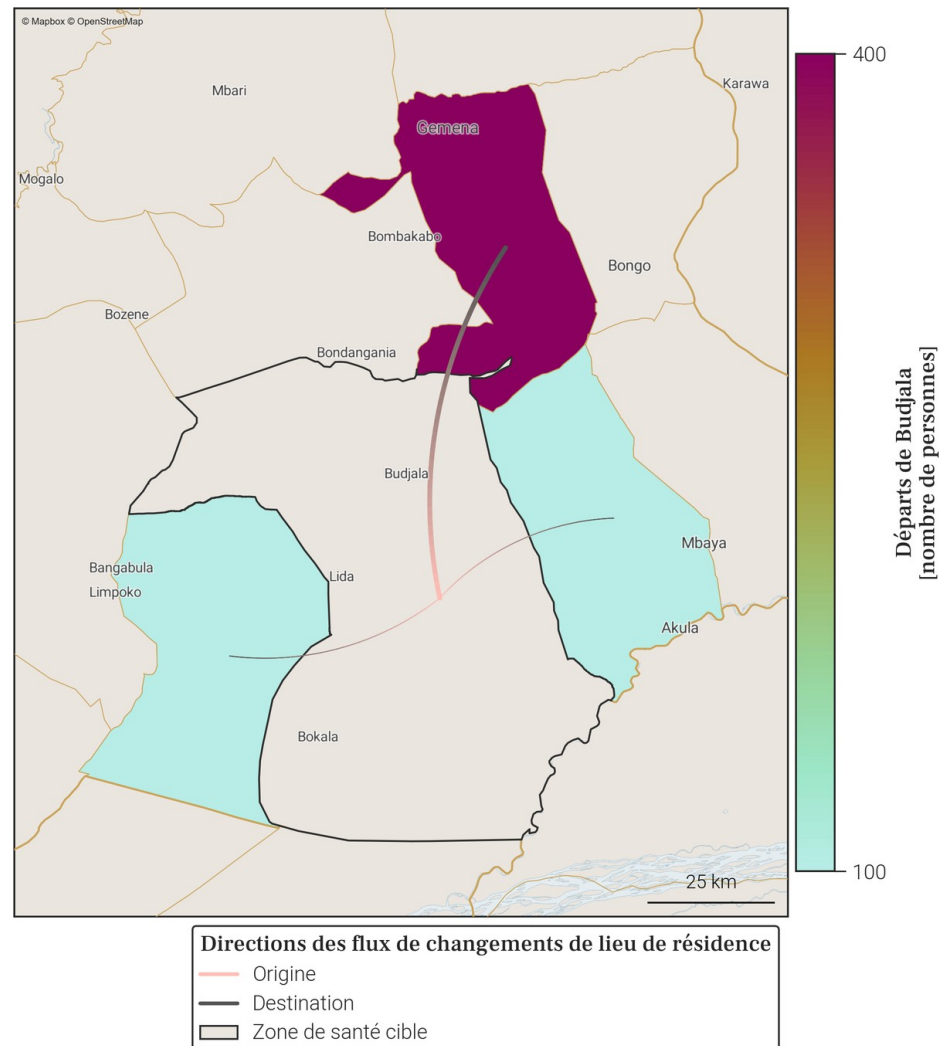 © Mapbox © OpenStreetMap
400
Mbari
Karawa
Gemena
Mogalo
Bombakabo
Bongo
Bozene
Bondangania
Départs de Budjala
[nombre de personnes]
Budjala
Mbaya
Bangabula
Lida
Limpoko
Akula
Bokala
100
25 km
Directions des flux de changements de lieu de résidence
Origine
Destination
Zone de santé cible